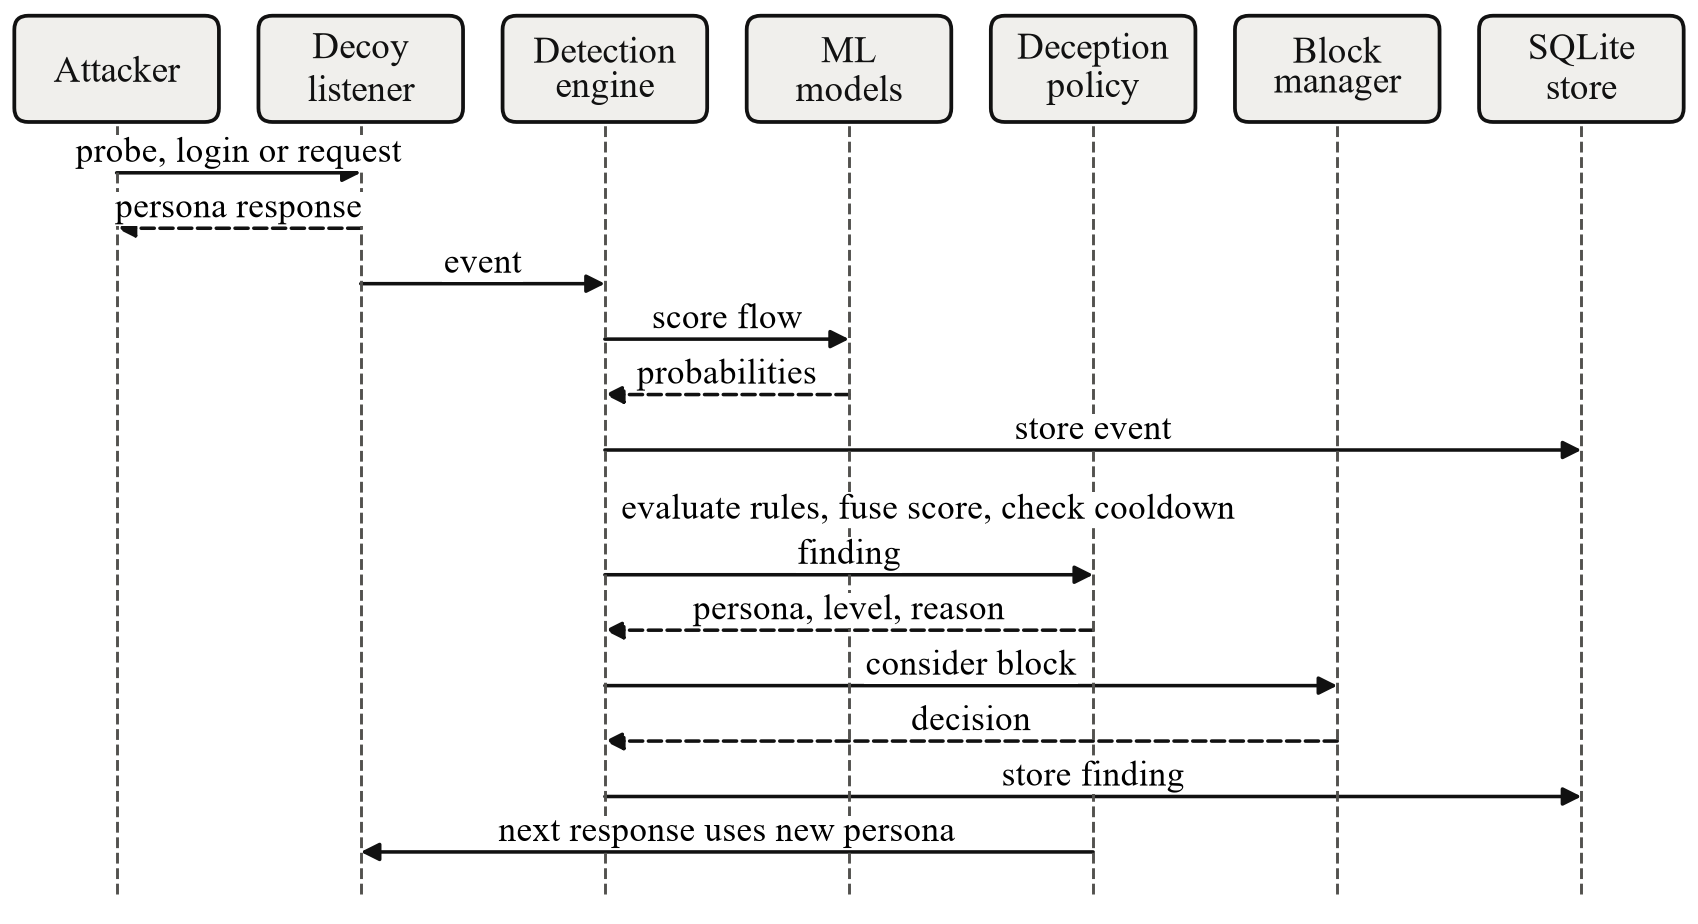 Attacker
Decoy
listener
Detection
engine
ML
models
Deception
policy
Block
manager
SQLite
store
probe, login or request
persona response
event
score flow
probabilities
store event
evaluate rules, fuse score, check cooldown
finding
persona, level, reason
consider block
decision
store finding
next response uses new persona